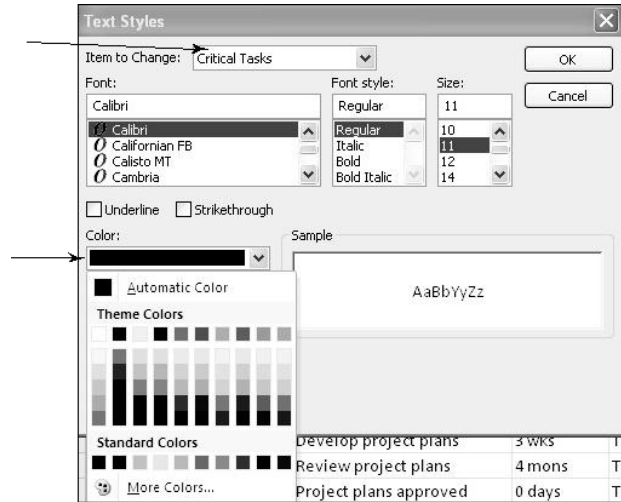 Text Styles
Item to Change: Critical Tasks
OK
Font: Font style: Size:
Cancel
Calibri Regular 11
Calibri Regular 10
Californian FB Italic 11
Calisto MT Bold 12
Cambria Bold Italic 14
Underline Strikethrough
Color: Sample
Automatic Color
AaBbYyZz
Theme Colors
Standard Colors
Develop project plans 3 wks T
Review project plans 4 mons T
More Colors...
Project plans approved 0 days T